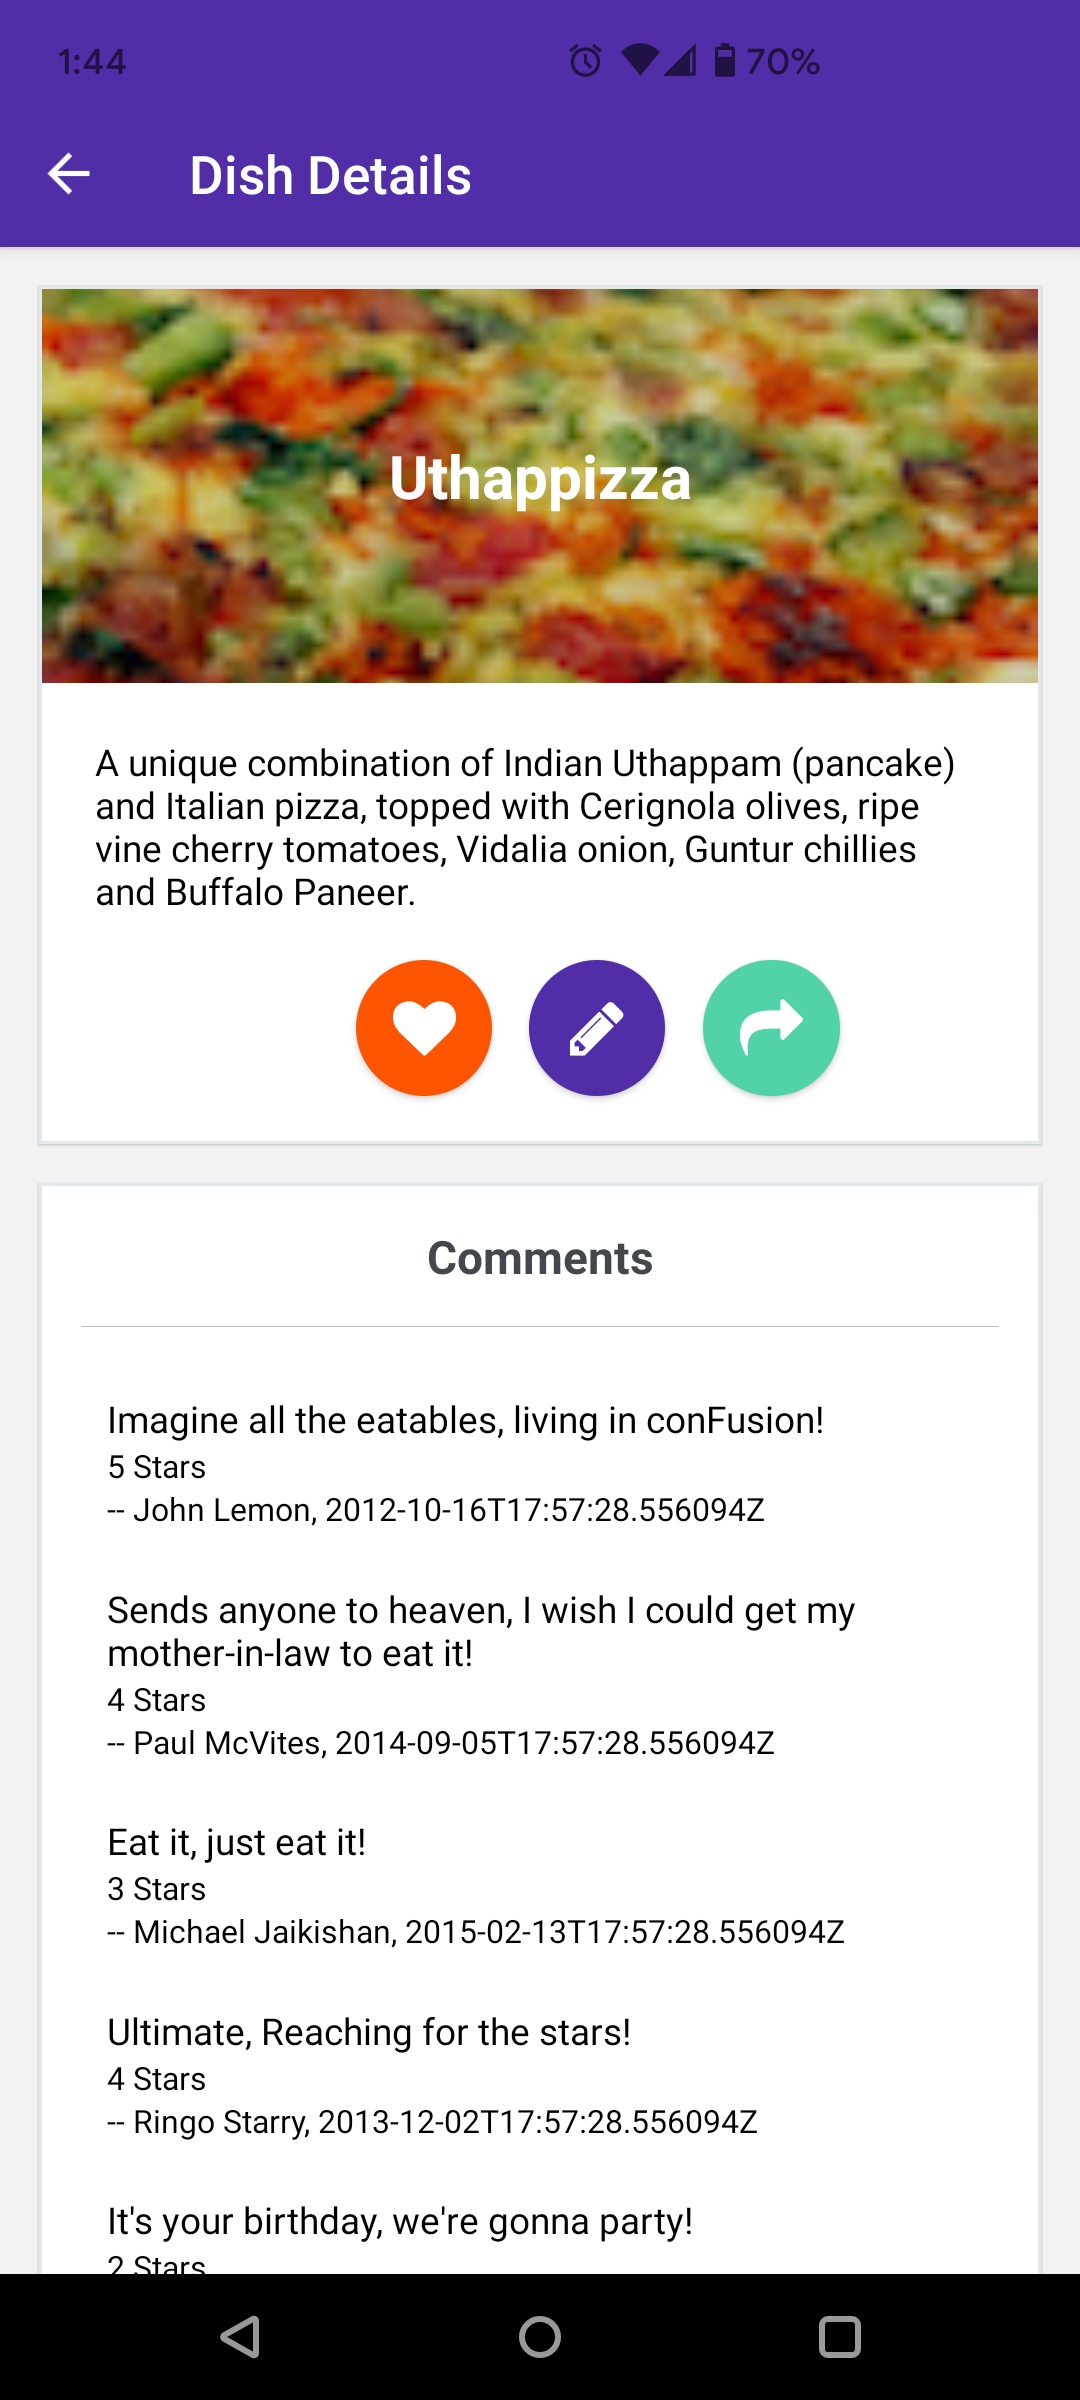 1:44
70%
Dish Details
Uthappizza
A unique combination of Indian Uthappam (pancake)
and Italian pizza, topped with Cerignola olives, ripe
vine cherry tomatoes, Vidalia onion, Guntur chillies
and Buffalo Paneer.
Comments
Imagine all the eatables, living in conFusion!
5 Stars
-- John Lemon, 2012-10-16T17:57:28.556094Z
Sends anyone to heaven, I wish I could get my
mother-in-law to eat it!
4 Stars
-- Paul McVites, 2014-09-05T17:57:28.556094Z
Eat it, just eat it!
3 Stars
-- Michael Jaikishan, 2015-02-13T17:57:28.556094Z
Ultimate, Reaching for the stars!
4 Stars
-- Ringo Starry, 2013-12-02T17:57:28.556094Z
It's your birthday, we're gonna party!
2 Stars